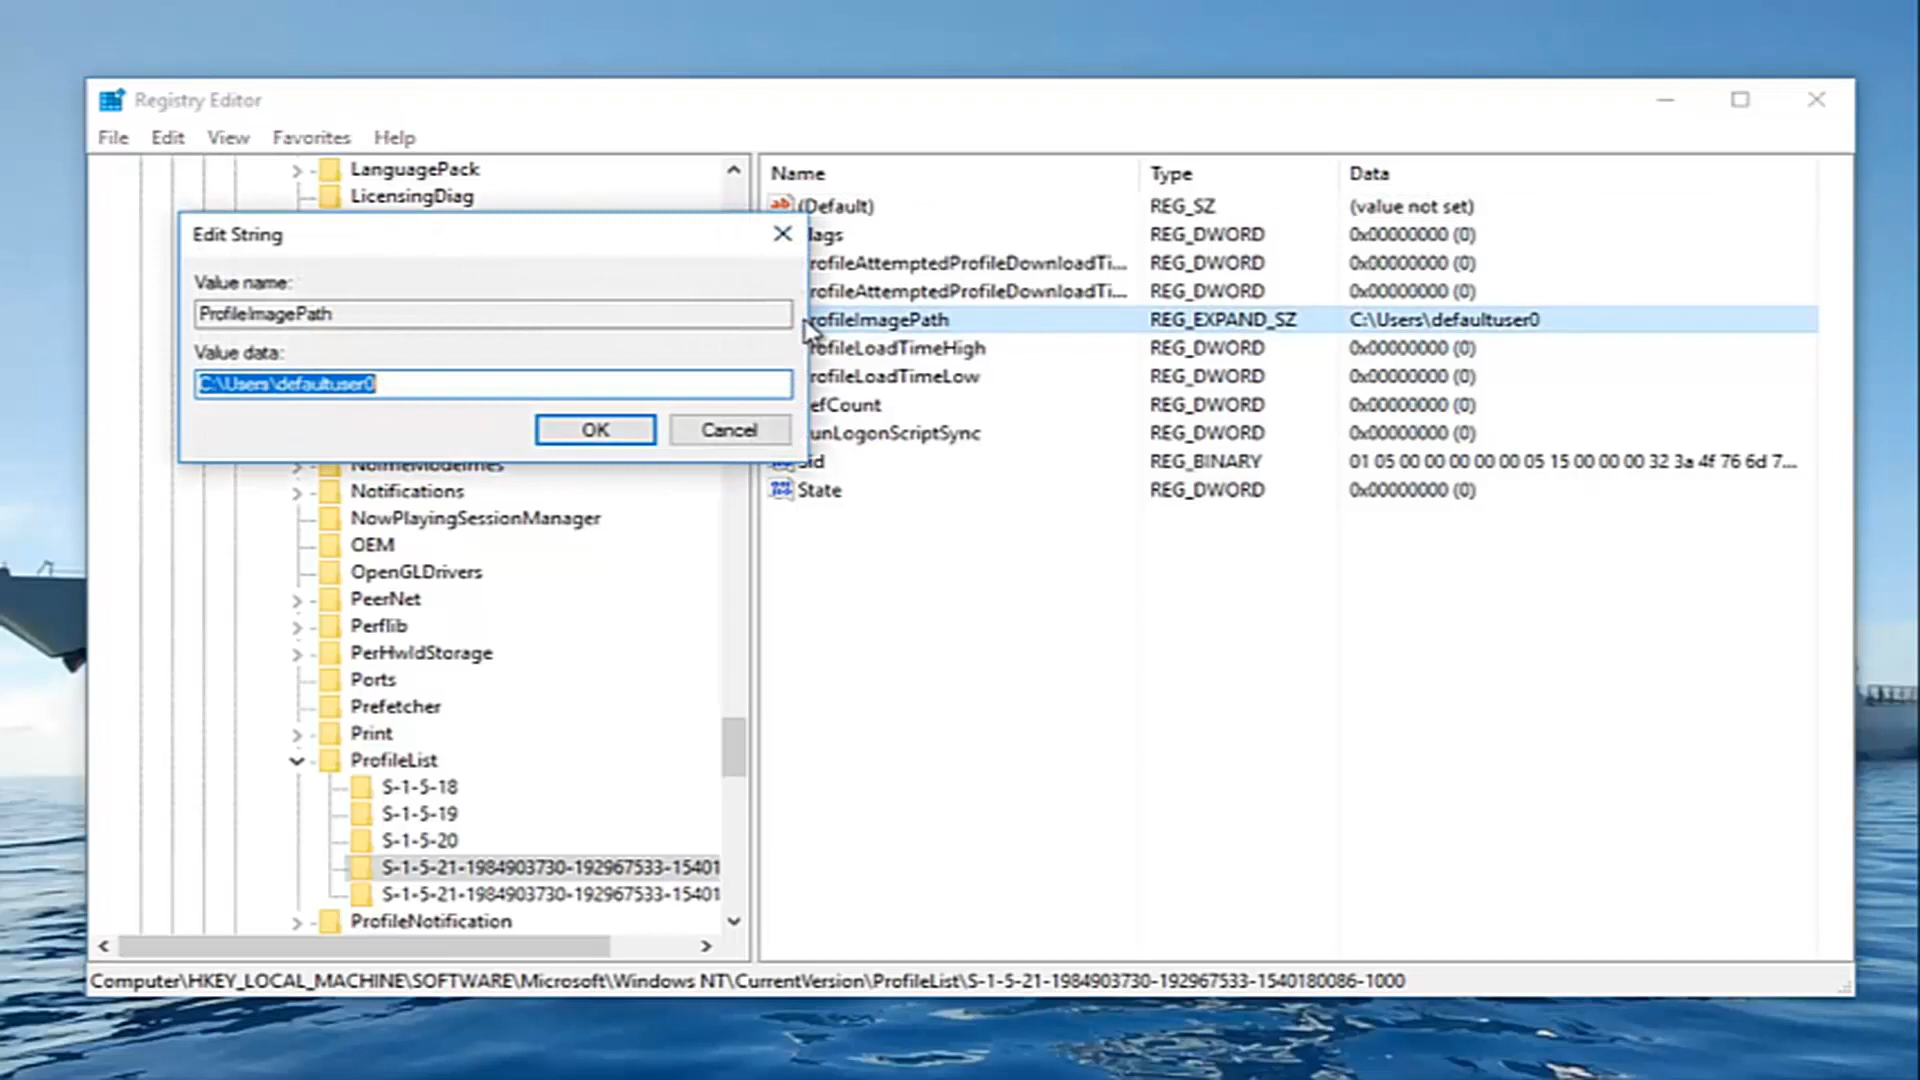 Registry Editor
File Edit View Favorites Help
LanguagePack
LicensingDiag
Edit String
Value name:
ProfileImagePath
Value data:
C:\Users\defaultuser0
OK Cancel
Notifications
NowPlayingSessionManager
OEM
OpenGLDrivers
PeerNet
Perflib
PerHwIdStorage
Ports
Prefetcher
Print
ProfileList
S-1-5-18
S-1-5-19
S-1-5-20
S-1-5-21-1984903730-192967533-15401
S-1-5-21-1984903730-192967533-15401
ProfileNotification
Name Type Data
(Default) REG_SZ (value not set)
lags REG_DWORD 0x00000000 (0)
rofileAttemptedProfileDownloadTi... REG_DWORD 0x00000000 (0)
rofileAttemptedProfileDownloadTi... REG_DWORD 0x00000000 (0)
rofileImagePath REG_EXPAND_SZ C:\Users\defaultuser0
rofileLoadTimeHigh REG_DWORD 0x00000000 (0)
rofileLoadTimeLow REG_DWORD 0x00000000 (0)
efCount REG_DWORD 0x00000000 (0)
unLogonScriptSync REG_DWORD 0x00000000 (0)
id REG_BINARY 01 05 00 00 00 00 00 05 15 00 00 00 32 3a 4f 76 6d 7...
State REG_DWORD 0x00000000 (0)
Computer\HKEY_LOCAL_MACHINE\SOFTWARE\Microsoft\Windows NT\CurrentVersion\ProfileList\S-1-5-21-1984903730-192967533-1540180086-1000